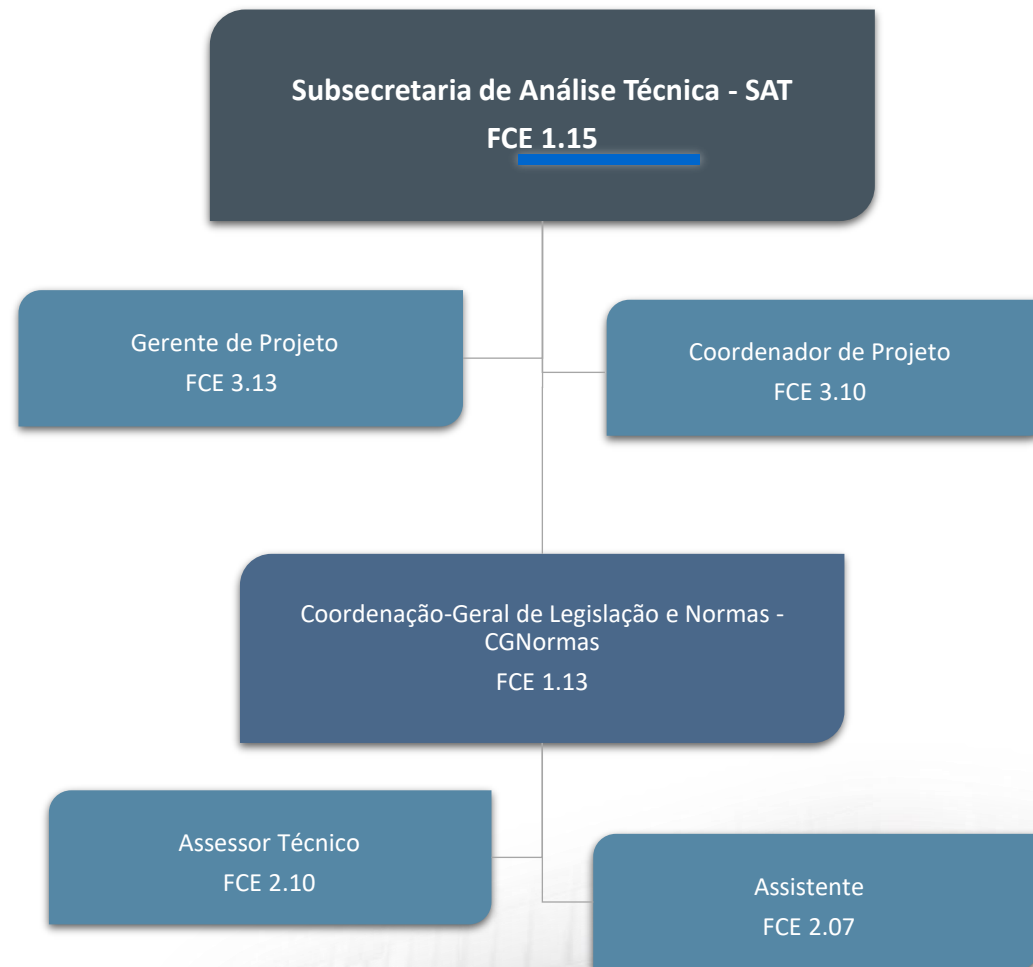 Subsecretaria de Análise Técnica - SAT
FCE 1.15
Gerente de Projeto
FCE 3.13
Coordenador de Projeto
FCE 3.10
Coordenação-Geral de Legislação e Normas -
CGNormas
FCE 1.13
Assessor Técnico
FCE 2.10
Assistente
FCE 2.07